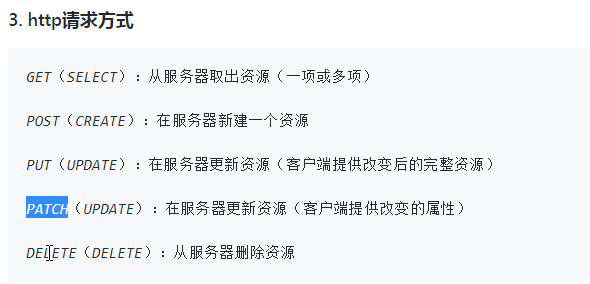 3. http请求方式
GET（SELECT）：从服务器取出资源（一项或多项）
POST（CREATE）：在服务器新建一个资源
PUT（UPDATE）：在服务器更新资源（客户端提供改变后的完整资源）
PATCH（UPDATE）：在服务器更新资源（客户端提供改变的属性）
DELETE（DELETE）：从服务器删除资源